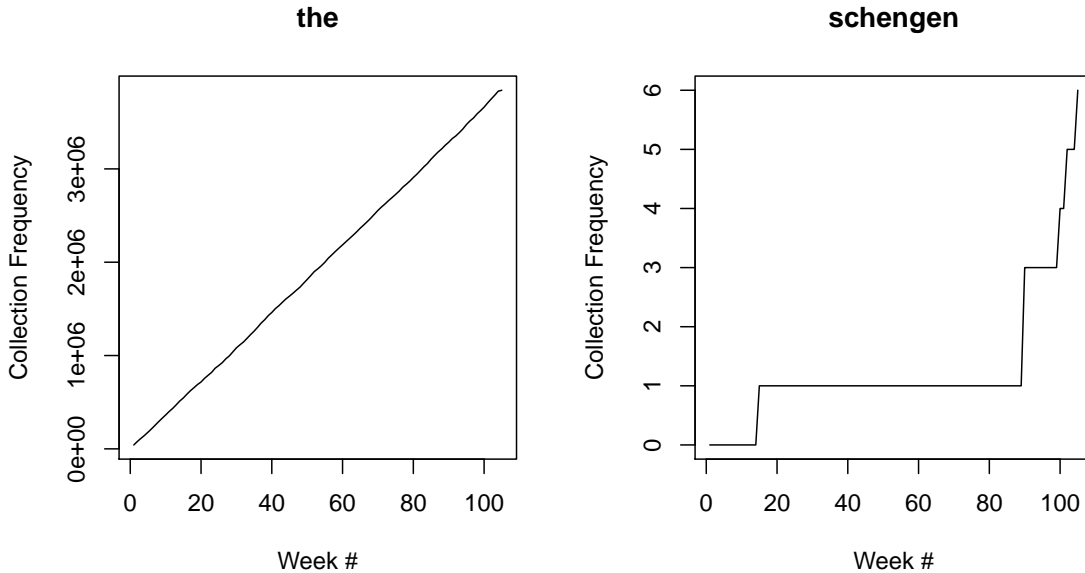 the
Collection Frequency
3e+06
2e+06
1e+06
0e+00
0 20 40 60 80 100
Week #
schengen
Collection Frequency
6
5
4
3
2
1
0
0 20 40 60 80 100
Week #